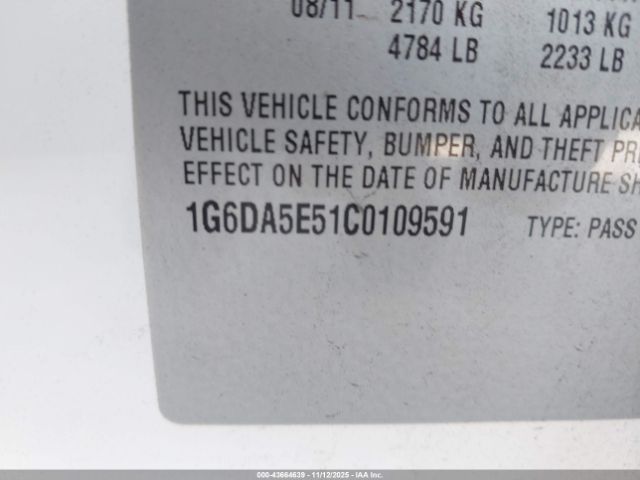 08/11 2170 KG 1013 KG
4784 LB 2233 LB
THIS VEHICLE CONFORMS TO ALL APPLICA
VEHICLE SAFETY, BUMPER, AND THEFT PR
EFFECT ON THE DATE OF MANUFACTURE SH
1G6DA5E51C0109591 TYPE: PASS
000-43664639 - 11/12/2025 - IAA Inc.